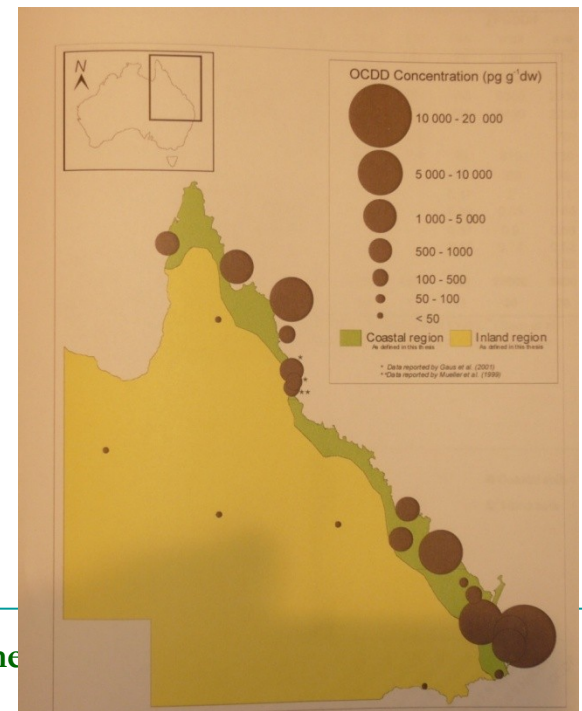 N
OCDD Concentration (pg g⁻¹dw)
10 000 - 20 000
5 000 - 10 000
1 000 - 5 000
500 - 1000
100 - 500
50 - 100
< 50
Coastal region
As defined in this thesis
Inland region
As defined in this thesis
* Data reported by Gaus et al. (2001)
**Data reported by Mueller et al. (1999)
*
*
**
ne